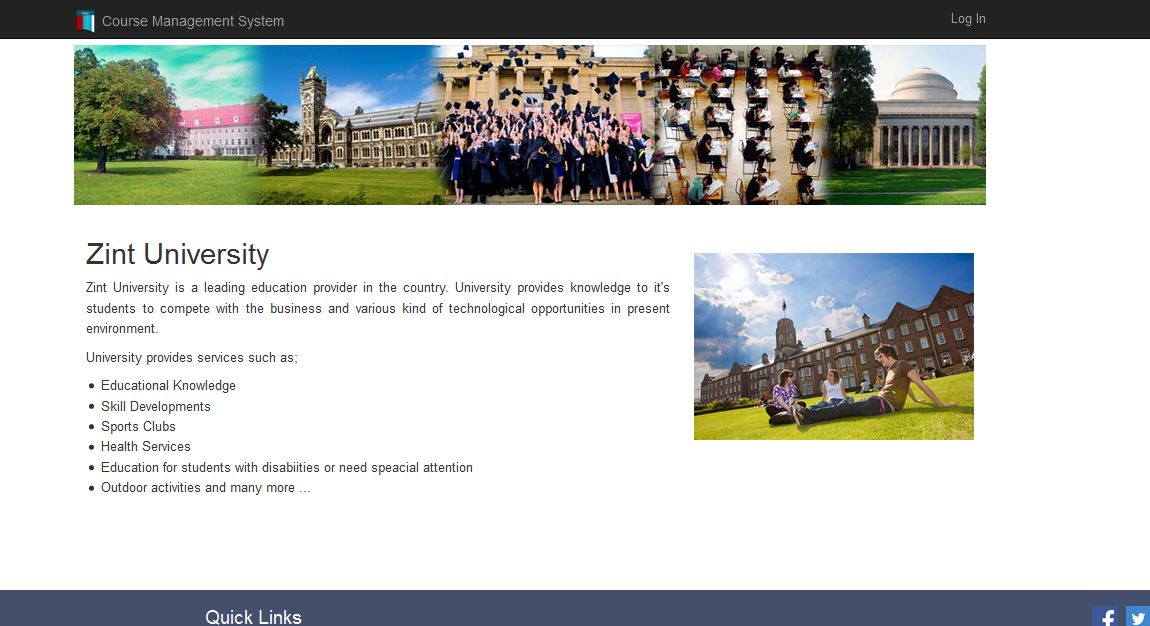 Course Management System
Log In
Zint University
Zint University is a leading education provider in the country. University provides knowledge to it's
students to compete with the business and various kind of technological opportunities in present
environment.
University provides services such as;
Educational Knowledge
Skill Developments
Sports Clubs
Health Services
Education for students with disabiities or need speacial attention
Outdoor activities and many more ...
Quick Links